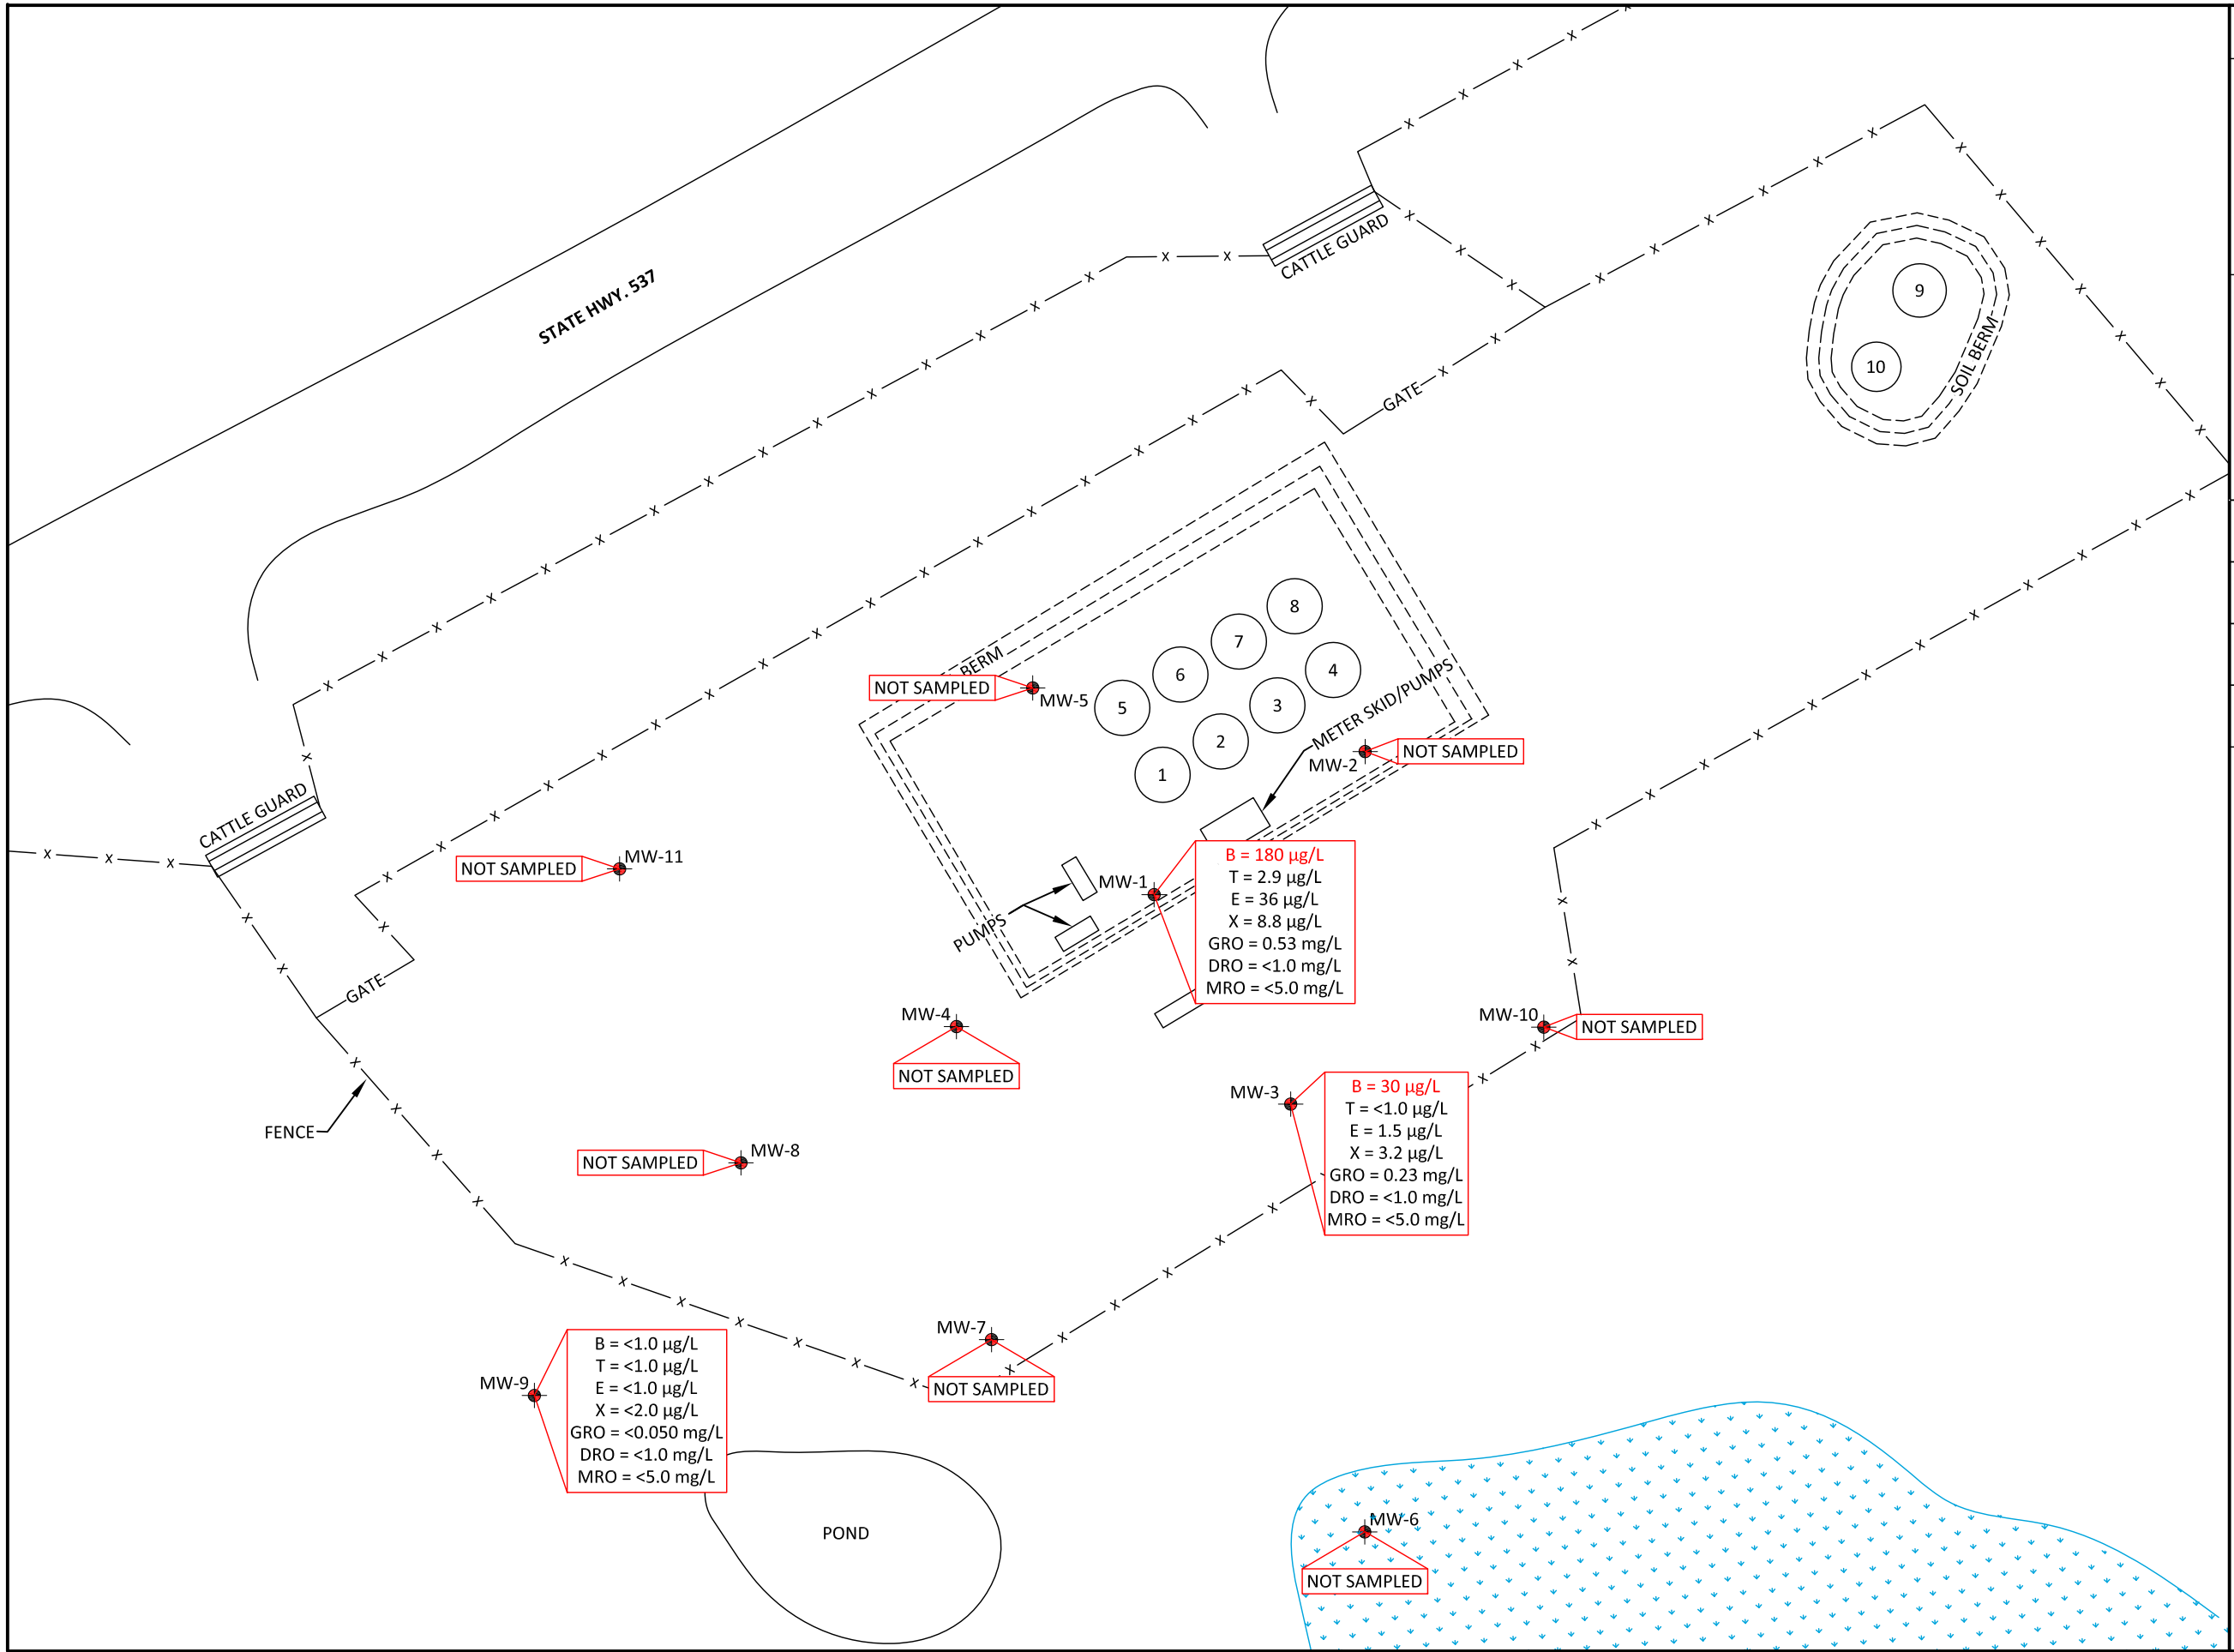 STATE HWY. 537
CATTLE GUARD
9
10
SOIL BERM
GATE
BERM
8
7
6
5
4
3
2
1
METER SKID/PUMPS
NOT SAMPLED
MW-5
MW-2
NOT SAMPLED
CATTLE GUARD
NOT SAMPLED
MW-11
MW-1
B = 180 µg/L
T = 2.9 µg/L
E = 36 µg/L
X = 8.8 µg/L
GRO = 0.53 mg/L
DRO = <1.0 mg/L
MRO = <5.0 mg/L
PUMPS
GATE
MW-4
NOT SAMPLED
MW-10
NOT SAMPLED
FENCE
MW-3
B = 30 µg/L
T = <1.0 µg/L
E = 1.5 µg/L
X = 3.2 µg/L
GRO = 0.23 mg/L
DRO = <1.0 mg/L
MRO = <5.0 mg/L
NOT SAMPLED
MW-8
MW-7
NOT SAMPLED
MW-9
B = <1.0 µg/L
T = <1.0 µg/L
E = <1.0 µg/L
X = <2.0 µg/L
GRO = <0.050 mg/L
DRO = <1.0 mg/L
MRO = <5.0 mg/L
POND
MW-6
NOT SAMPLED